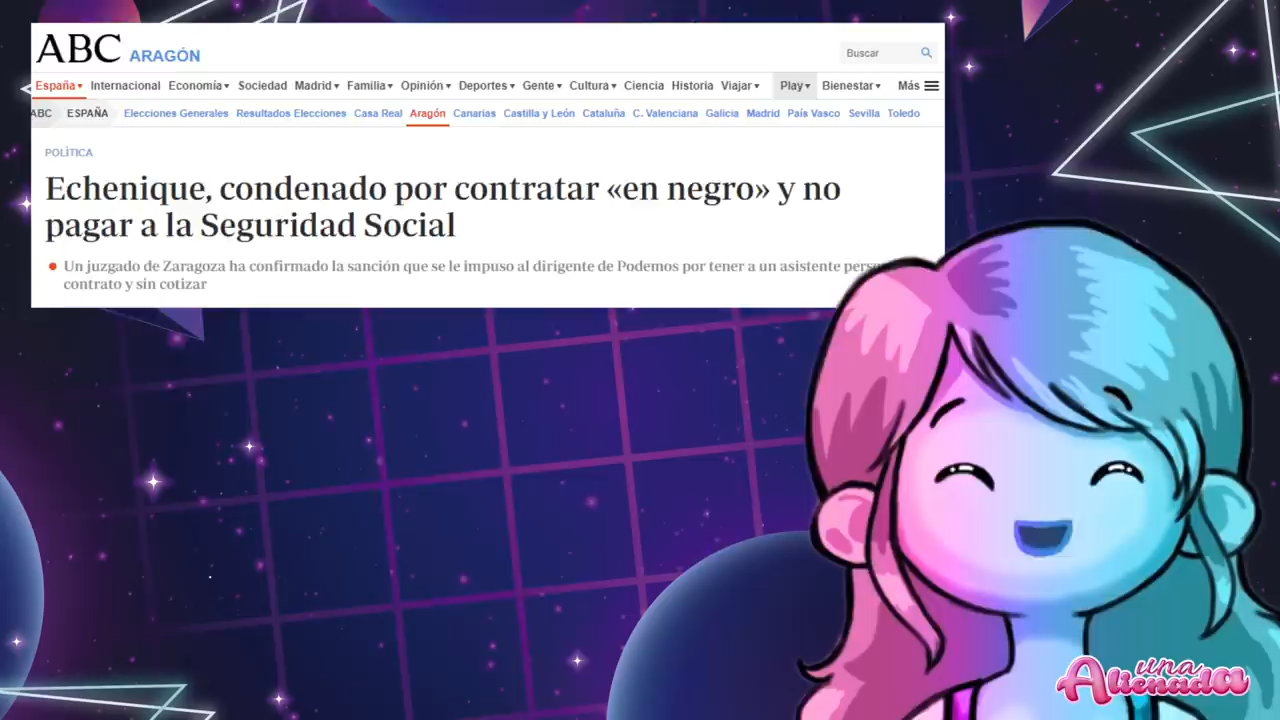 ABC ARAGÓN
Buscar
España Internacional Economía Sociedad Madrid Familia Opinión Deportes Gente Cultura Ciencia Historia Viajar Play Bienestar Más
ABC ESPAÑA Elecciones Generales Resultados Elecciones Casa Real Aragón Canarias Castilla y León Cataluña C. Valenciana Galicia Madrid País Vasco Sevilla Toledo
POLÍTICA
Echenique, condenado por contratar «en negro» y no
pagar a la Seguridad Social
Un juzgado de Zaragoza ha confirmado la sanción que se le impuso al dirigente de Podemos por tener a un asistente
contrato y sin cotizar
una
Alienada